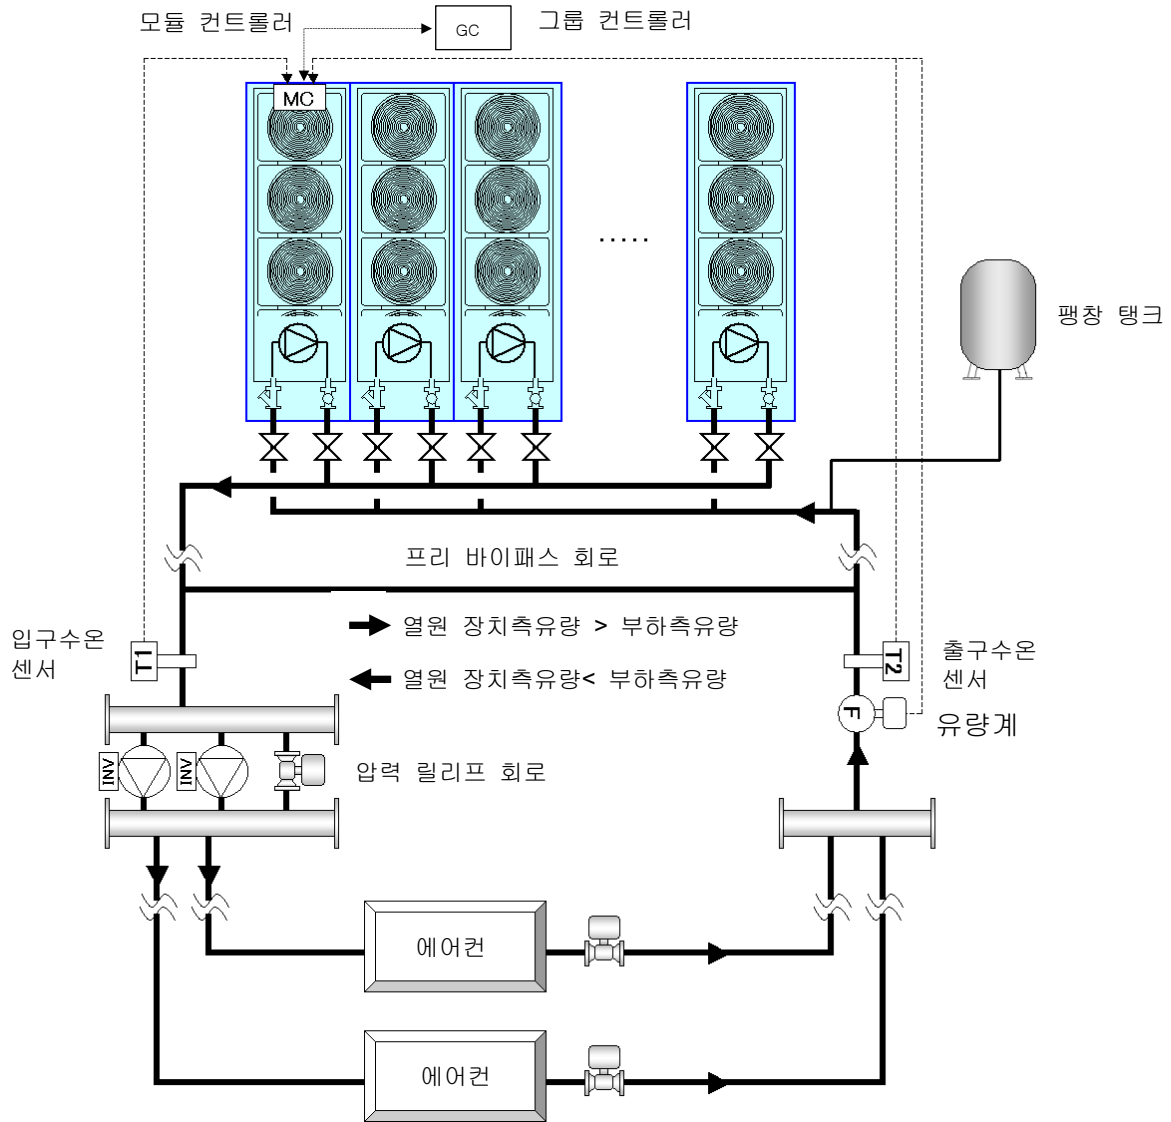 모듈 컨트롤러
GC
그룹 컨트롤러
MC
.....
팽창 탱크
프리 바이패스 회로
입구수온
센서
T1
열원 장치측유량 > 부하측유량
열원 장치측유량< 부하측유량
T2
출구수온
센서
F
유량계
INV
INV
압력 릴리프 회로
에어컨
에어컨